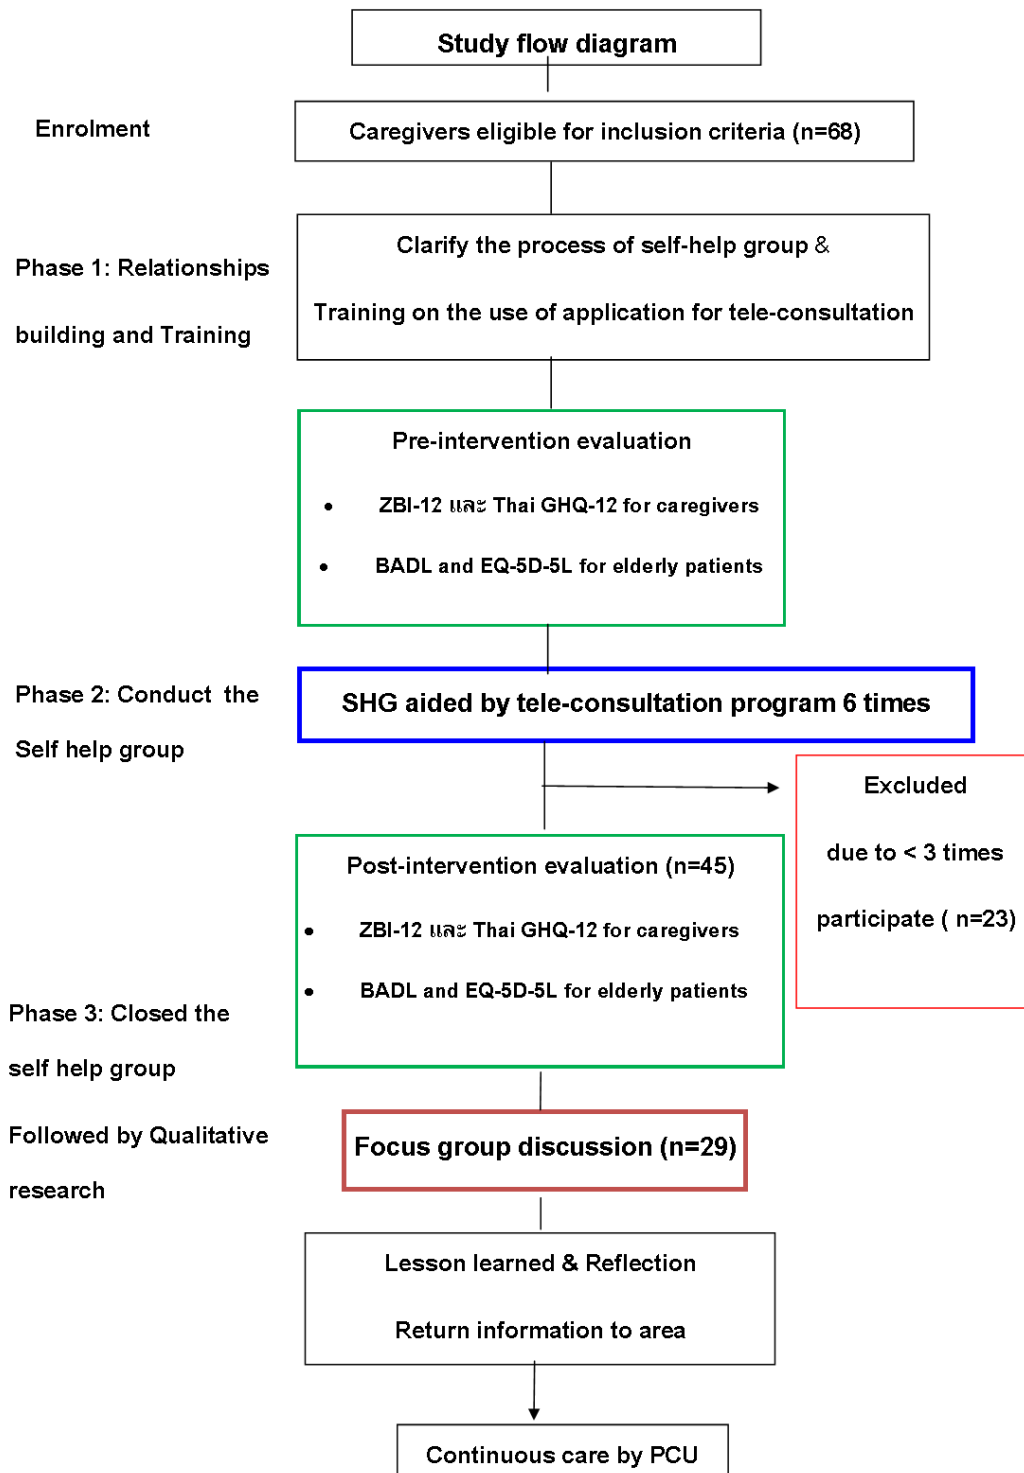 Study flow diagram
Enrolment
Caregivers eligible for inclusion criteria (n=68)
Phase 1: Relationships
building and Training
Clarify the process of self-help group &
Training on the use of application for tele-consultation
Pre-intervention evaluation
• ZBI-12 และ Thai GHQ-12 for caregivers
• BADL and EQ-5D-5L for elderly patients
Phase 2: Conduct the
Self help group
SHG aided by tele-consultation program 6 times
Excluded
due to < 3 times
participate ( n=23)
Post-intervention evaluation (n=45)
• ZBI-12 และ Thai GHQ-12 for caregivers
• BADL and EQ-5D-5L for elderly patients
Phase 3: Closed the
self help group
Followed by Qualitative
research
Focus group discussion (n=29)
Lesson learned & Reflection
Return information to area
Continuous care by PCU